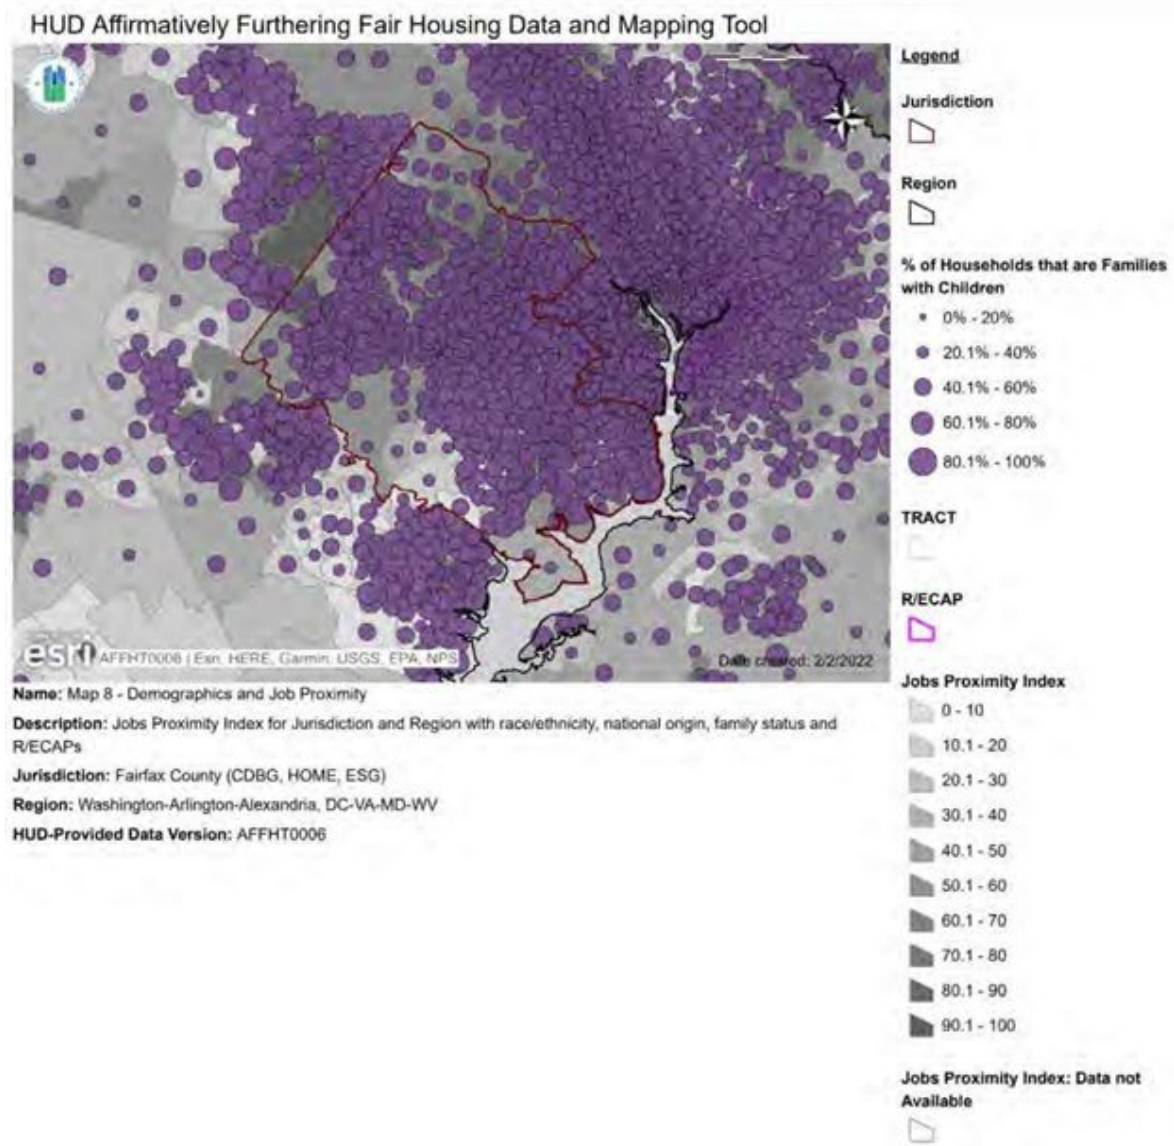 HUD Affirmatively Furthering Fair Housing Data and Mapping Tool
Legend
Jurisdiction
Region
% of Households that are Families
with Children
0% - 20%
20.1% - 40%
40.1% - 60%
60.1% - 80%
80.1% - 100%
TRACT
R/ECAP
Jobs Proximity Index
0 - 10
10.1 - 20
20.1 - 30
30.1 - 40
40.1 - 50
50.1 - 60
60.1 - 70
70.1 - 80
80.1 - 90
90.1 - 100
Jobs Proximity Index: Data not
Available
esri AFFHT0006 | Esri, HERE, Garmin, USGS, EPA, NPS
Date created: 2/2/2022
Name: Map 8 - Demographics and Job Proximity
Description: Jobs Proximity Index for Jurisdiction and Region with race/ethnicity, national origin, family status and
R/ECAPs
Jurisdiction: Fairfax County (CDBG, HOME, ESG)
Region: Washington-Arlington-Alexandria, DC-VA-MD-WV
HUD-Provided Data Version: AFFHT0006